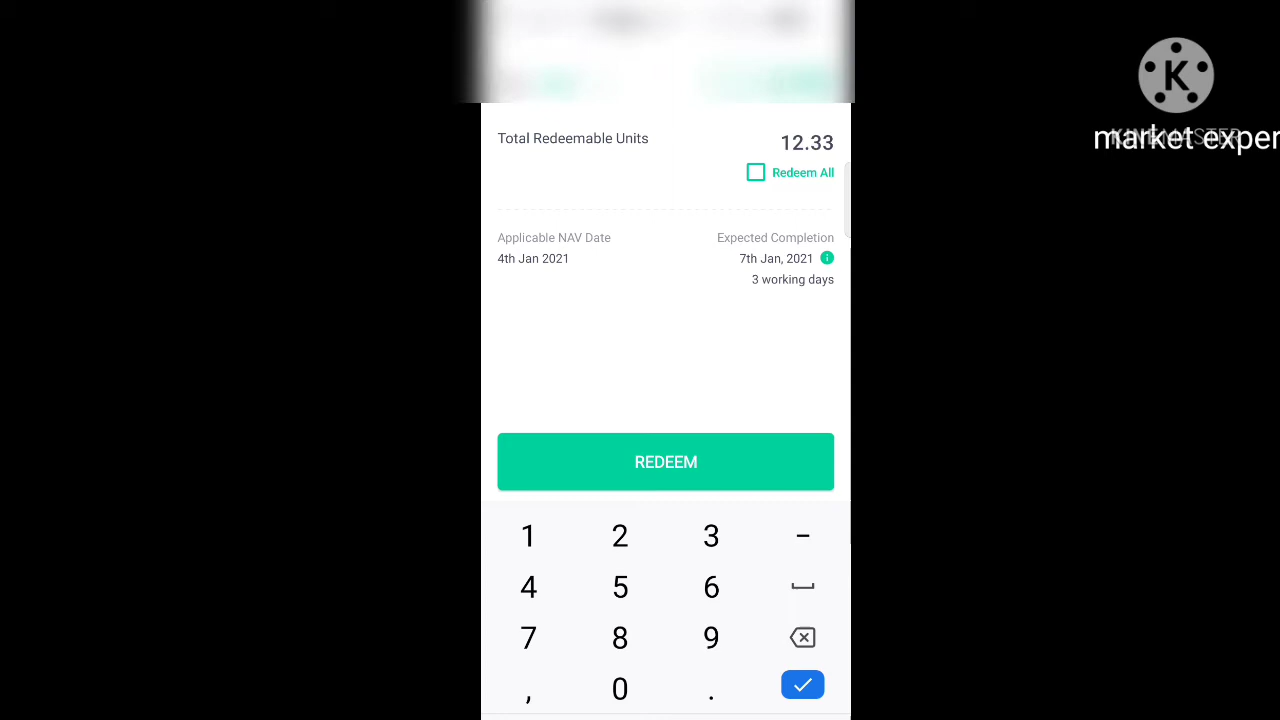 Total Redeemable Units 12.33
Redeem All
Applicable NAV Date Expected Completion
4th Jan 2021 7th Jan, 2021
3 working days
REDEEM
1 2 3 -
4 5 6
7 8 9
, 0 .
K
KINEMASTER
market exper